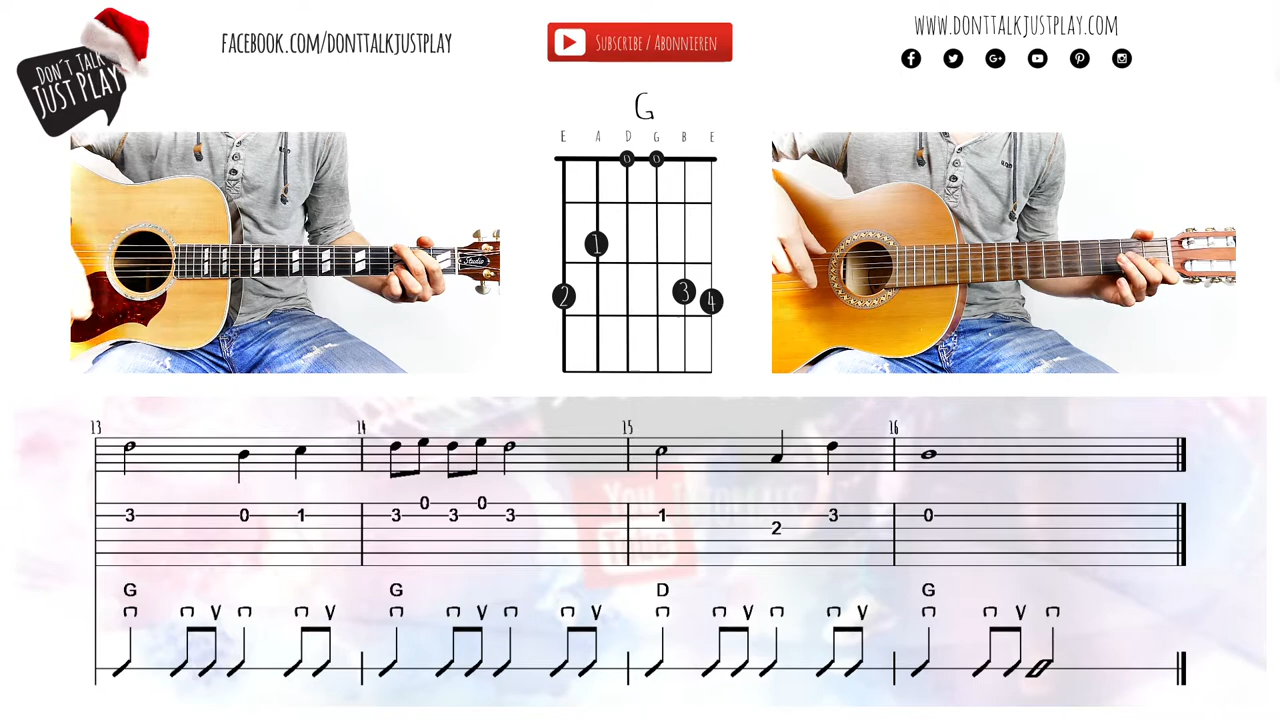 DON´T TALK
JUST PLAY
FACEBOOK.COM/DONTTALKJUSTPLAY
SUBSCRIBE / ABONNIEREN
WWW.DONTTALKJUSTPLAY.COM
G
E A D G B E
0 0
1
2 3 4
Studio
13 14 15 16
0 0
3 0 1 3 3 3 1 3 0
2
G G D G